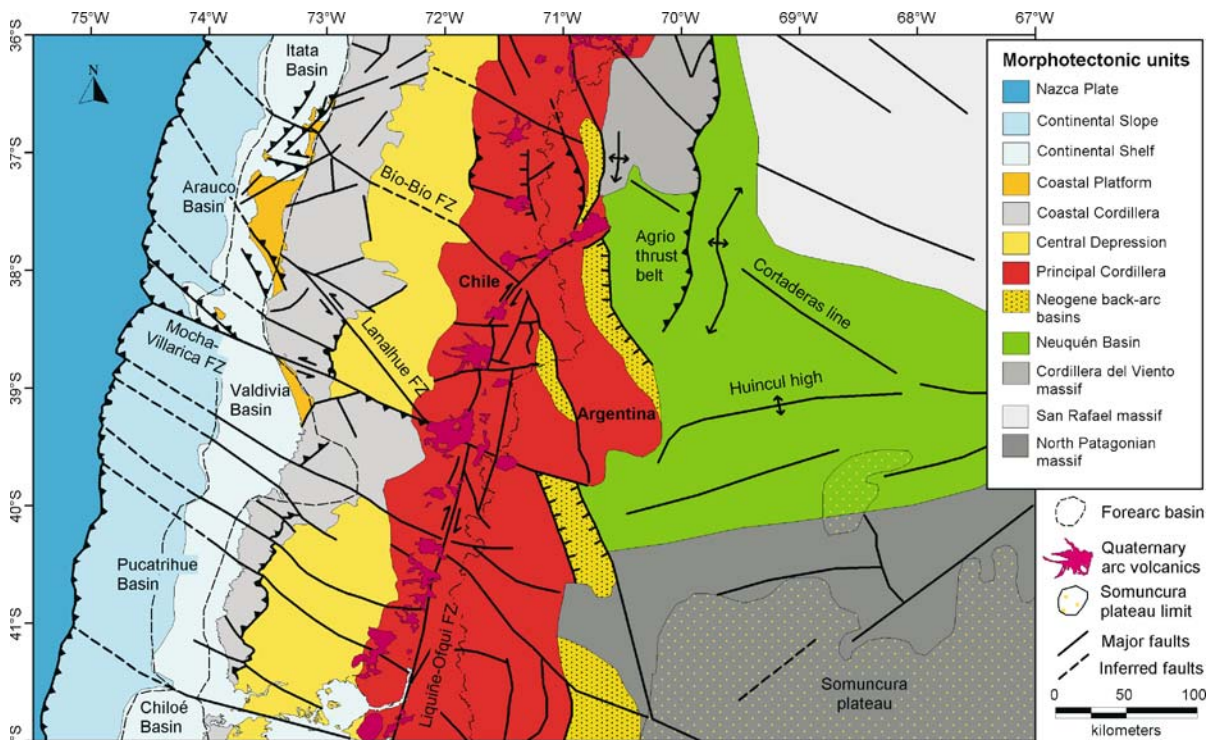 75°W 74°W 73°W 72°W 71°W 70°W 69°W 68°W 67°W
36°S
37°S
38°S
39°S
40°S
41°S
°S
N
Itata
Basin
Arauco
Basin
Bio-Bio FZ
Chile
Lanalhue FZ
Mocha-
Villarica FZ
Valdivia
Basin
Agrio
thrust
belt
Cortaderas line
Huincul high
Argentina
Pucatrihue
Basin
Liquiñe-Ofqui FZ
Chiloé
Basin
Somuncura
plateau
Morphotectonic units
Nazca Plate
Continental Slope
Continental Shelf
Coastal Platform
Coastal Cordillera
Central Depression
Principal Cordillera
Neogene back-arc
basins
Neuquén Basin
Cordillera del Viento
massif
San Rafael massif
North Patagonian
massif
Forearc basin
Quaternary
arc volcanics
Somuncura
plateau limit
Major faults
Inferred faults
0 50 100
kilometers